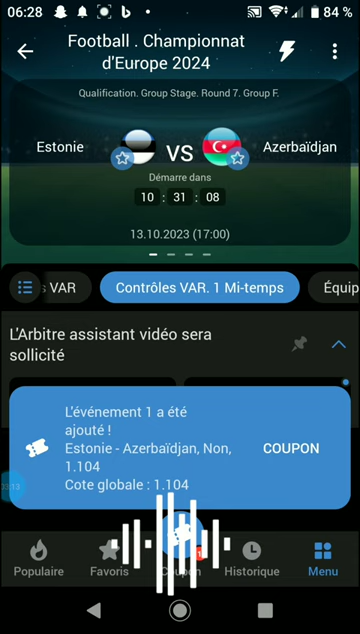 06:28
84 %
Football . Championnat
d'Europe 2024
Qualification. Group Stage. Round 7. Group F.
Estonie
VS
Azerbaïdjan
Démarre dans
10 : 31 : 08
13.10.2023 (17:00)
s VAR
Contrôles VAR. 1 Mi-temps
Équip
L'Arbitre assistant vidéo sera
sollicité
L'événement 1 a été
ajouté !
Estonie - Azerbaïdjan, Non,
1.104
Cote globale : 1.104
COUPON
Populaire
Favoris
Coupon
1
Historique
Menu